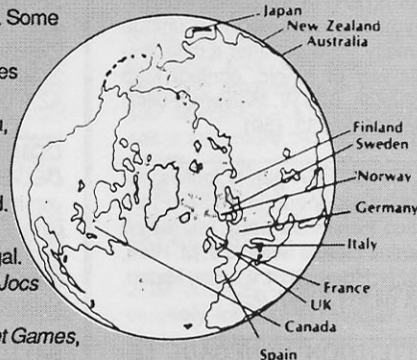 . Some
es
,
d.
gal.
Jocs
et Games,
Japan
New Zealand
Australia
Finland
Sweden
Norway
Germany
Italy
France
UK
Canada
Spain